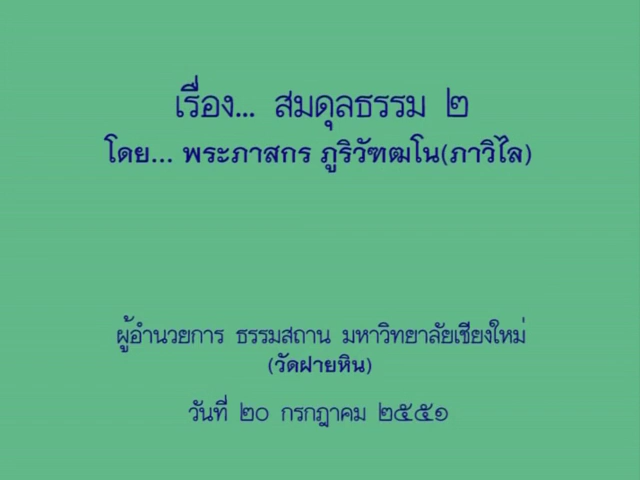 เรื่อง... สมดุลธรรม ๒
โดย... พระภาสกร ภูริวัฑฒโน(ภาวิไล)
ผู้อำนวยการ ธรรมสถาน มหาวิทยาลัยเชียงใหม่
(วัดฝายหิน)
วันที่ ๒๐ กรกฎาคม ๒๕๕๑